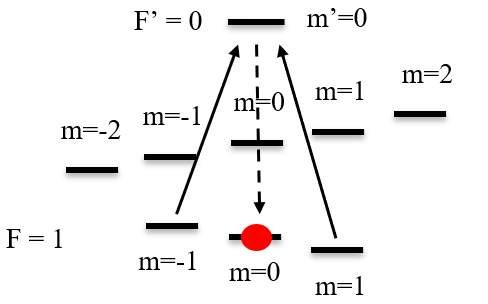 F’ = 0
m’=0
m=2
m=1
m=0
m=-1
m=-2
F = 1
m=-1
m=0
m=1